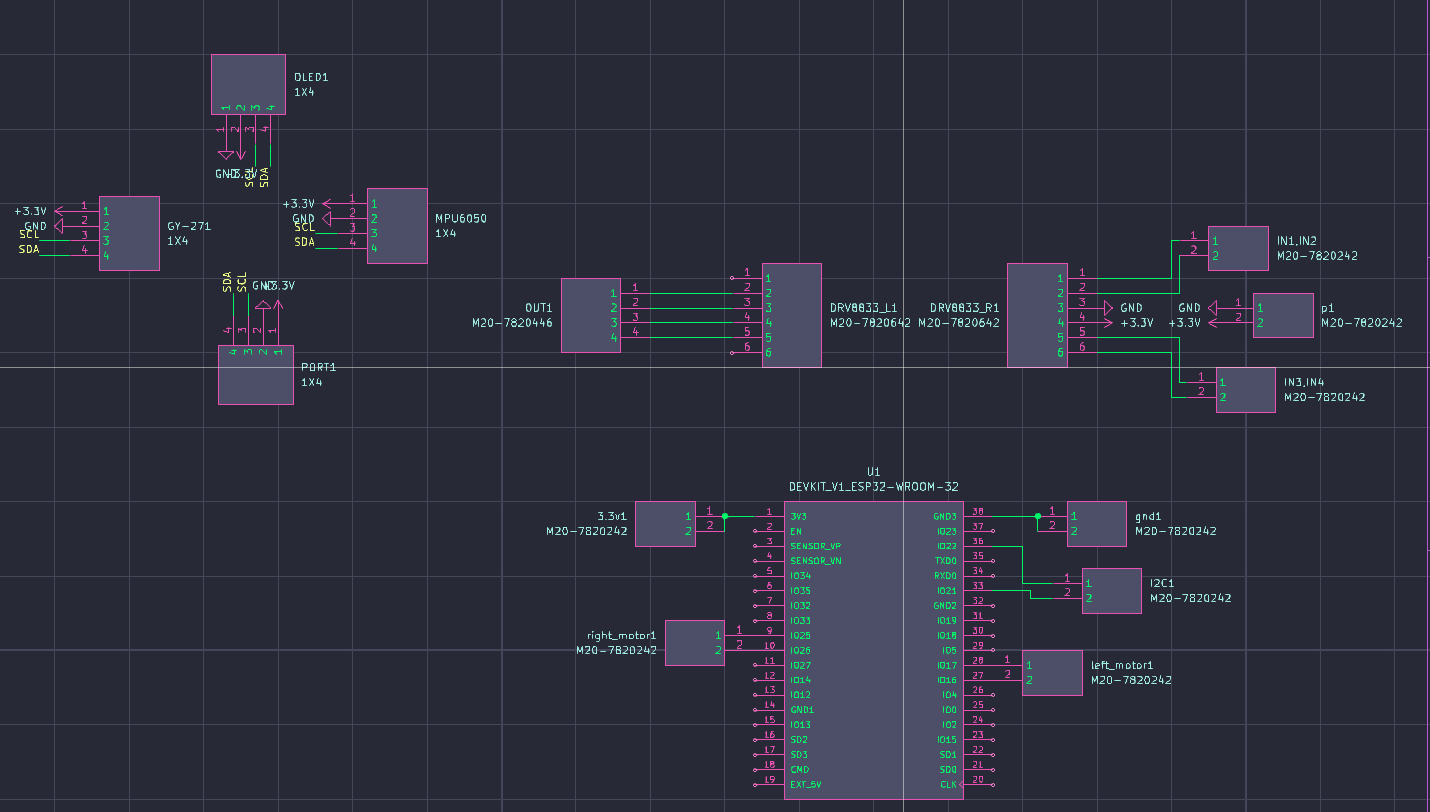 OLED1
1X4
1 2 3 4
1 2 3 4
GND
+3.3V
SCL
SDA
+3.3V 1 1
GND 2 2
SCL 3 3
SDA 4 4
GY-271
1X4
+3.3V 1 1
GND 2 2
SCL 3 3
SDA 4 4
MPU6050
1X4
SDA
SCL
GND
+3.3V
4 3 2 1
4 3 2 1
PORT1
1X4
OUT1
M20-7820446
1 1
2 2
3 3
4 4
1 1
2 2
3 3
4 4
5 5
6 6
DRV8833_L1
M20-7820642
DRV8833_R1
M20-7820642
1 1
2 2
3 3 GND
4 4 +3.3V
5 5
6 6
1 1
2 2
IN1,IN2
M20-7820242
GND 1 1
+3.3V 2 2
p1
M20-7820242
1 1
2 2
IN3,IN4
M20-7820242
U1
DEVKIT_V1_ESP32-WROOM-32
3.3v1
M20-7820242
1 1
2 2
right_motor1
M20-7820242
1 1
2 2
1 3V3
2 EN
3 SENSOR_VP
4 SENSOR_VN
5 IO34
6 IO35
7 IO32
8 IO33
9 IO25
10 IO26
11 IO27
12 IO14
13 IO12
14 GND1
15 IO13
16 SD2
17 SD3
18 CMD
19 EXT_5V
GND3 38
IO23 37
IO22 36
TXD0 35
RXD0 34
IO21 33
GND2 32
IO19 31
IO18 30
IO5 29
IO17 28
IO16 27
IO4 26
IO0 25
IO2 24
IO15 23
SD1 22
SD0 21
CLK 20
1 1
2 2
gnd1
M20-7820242
1 1
2 2
I2C1
M20-7820242
1 1
2 2
left_motor1
M20-7820242